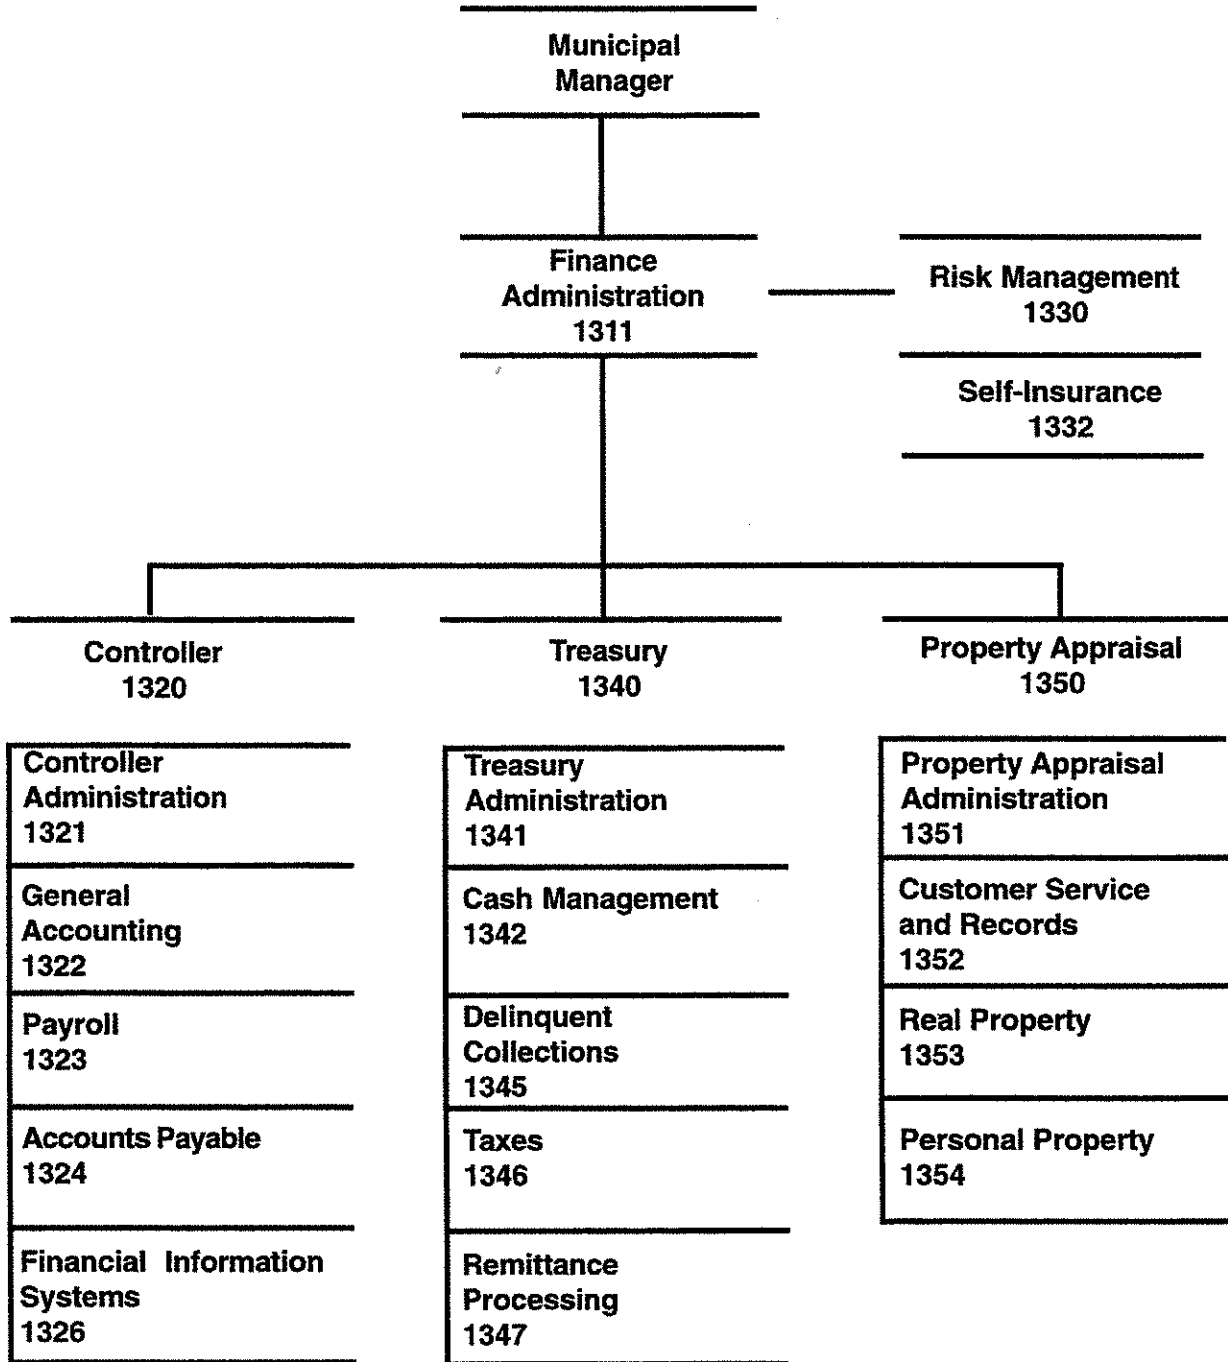 Municipal
Manager
Finance
Administration
1311
Risk Management
1330
Self-Insurance
1332
Controller
1320
Treasury
1340
Property Appraisal
1350
Controller
Administration
1321
General
Accounting
1322
Payroll
1323
Accounts Payable
1324
Financial Information
Systems
1326
Treasury
Administration
1341
Cash Management
1342
Delinquent
Collections
1345
Taxes
1346
Remittance
Processing
1347
Property Appraisal
Administration
1351
Customer Service
and Records
1352
Real Property
1353
Personal Property
1354